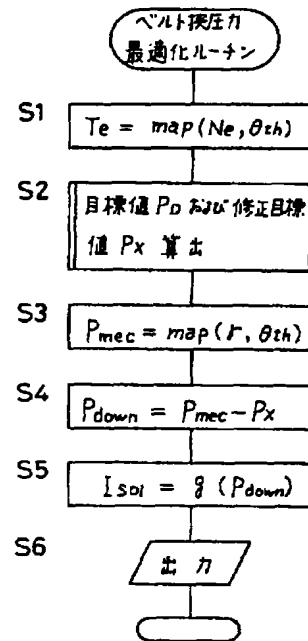 ベルト挾圧力
最適化ルーチン
S1
Te = map(Ne, θth)
S2
目標値 PD および修正目標
値 Px 算出
S3
Pmec = map(r, θth)
S4
Pdown = Pmec - Px
S5
Isol = g (Pdown)
S6
出力